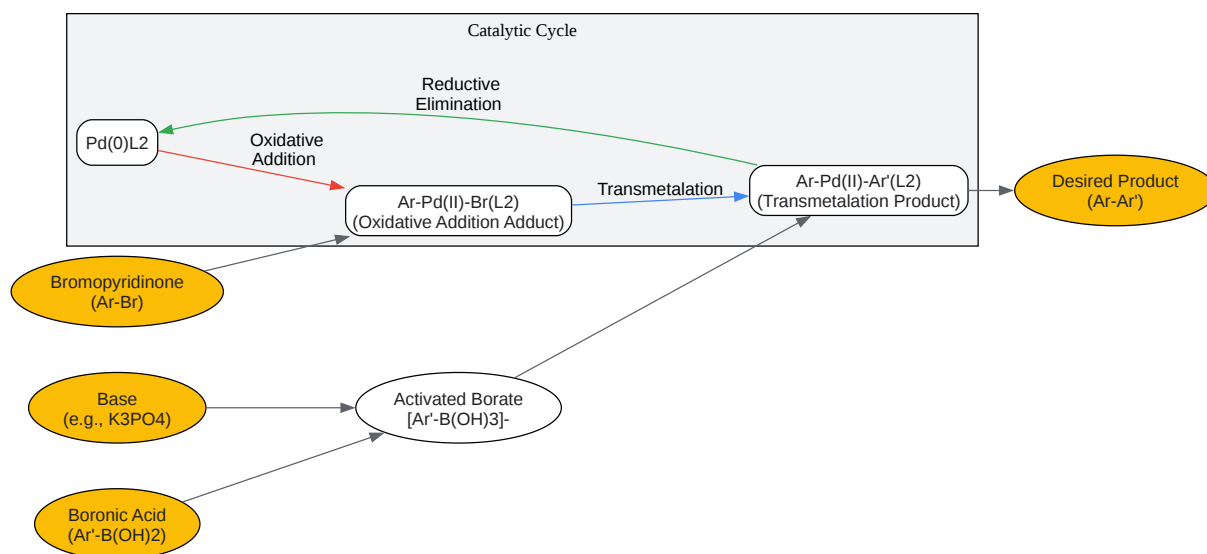 Catalytic Cycle
Reductive
Elimination
Pd(0)L2
Oxidative
Addition
Ar-Pd(II)-Br(L2)
(Oxidative Addition Adduct)
Transmetalation
Ar-Pd(II)-Ar'(L2)
(Transmetalation Product)
Desired Product
(Ar-Ar')
Bromopyridinone
(Ar-Br)
Base
(e.g., K3PO4)
Activated Borate
[Ar'-B(OH)3]-
Boronic Acid
(Ar'-B(OH)2)